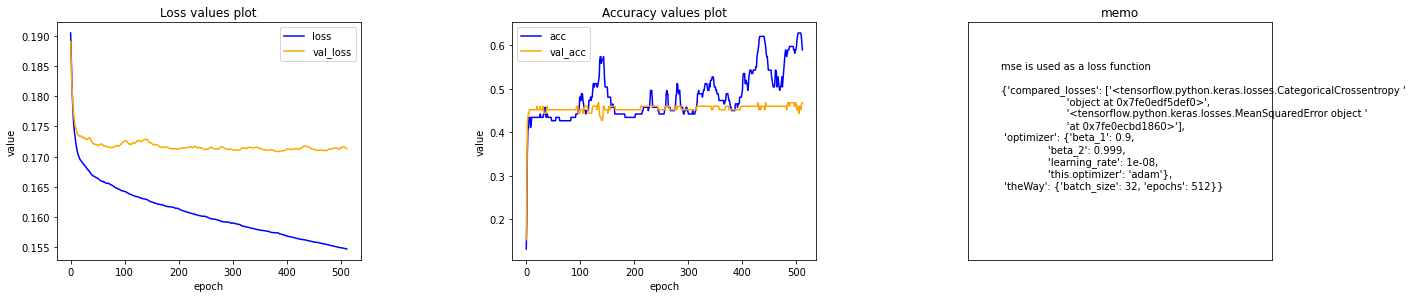 Loss values plot
0.190
0.185
0.180
0.175
0.170
0.165
0.160
0.155
value
loss
val_loss
0 100 200 300 400 500
epoch
Accuracy values plot
0.6
0.5
0.4
0.3
0.2
value
acc
val_acc
0 100 200 300 400 500
epoch
memo
mse is used as a loss function
{'compared_losses': ['<tensorflow.python.keras.losses.CategoricalCrossentropy '
'object at 0x7fe0edf5def0>',
'<tensorflow.python.keras.losses.MeanSquaredError object '
'at 0x7fe0ecbd1860>'],
'optimizer': {'beta_1': 0.9,
'beta_2': 0.999,
'learning_rate': 1e-08,
'this.optimizer': 'adam'},
'theWay': {'batch_size': 32, 'epochs': 512}}